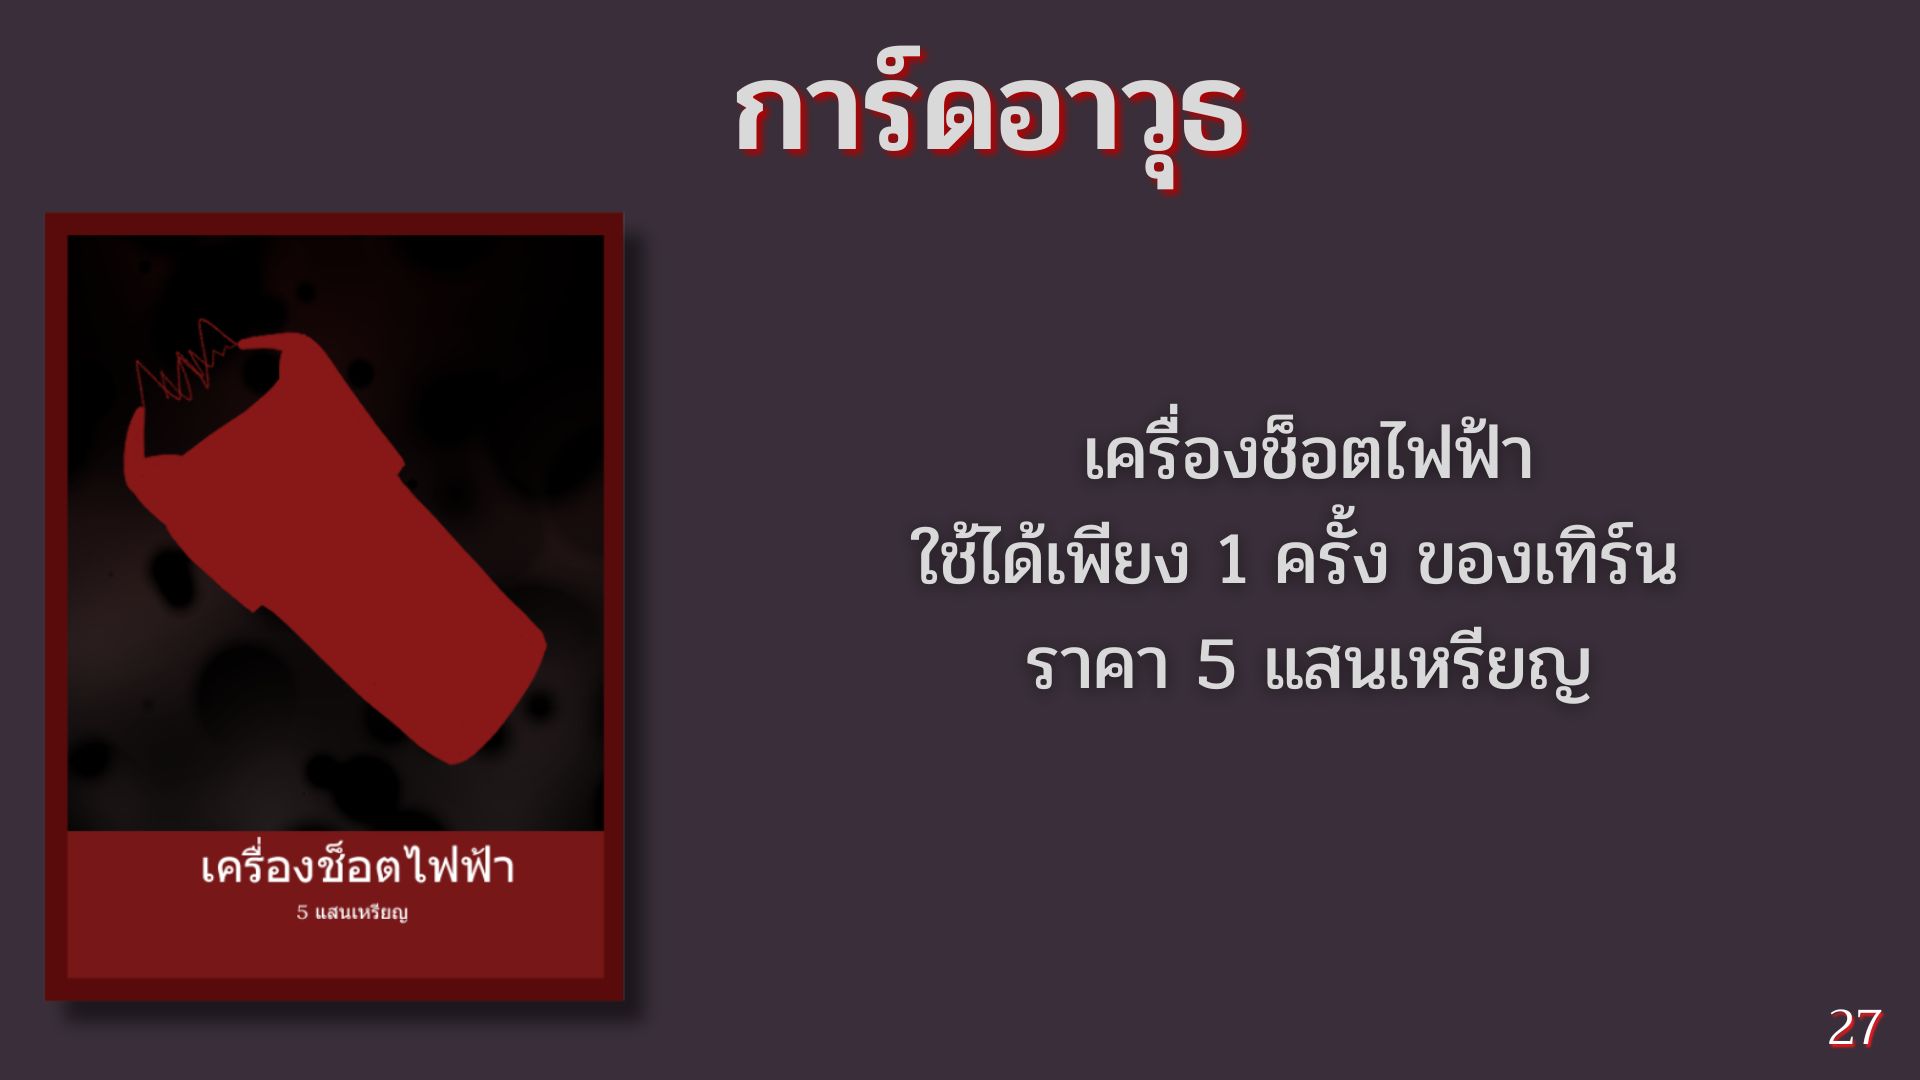 การ์ดอาวุธ
เครื่องช็อตไฟฟ้า
ใช้ได้เพียง 1 ครั้ง ของเทิร์น
ราคา 5 แสนเหรียญ
เครื่องช็อตไฟฟ้า
5 แสนเหรียญ
27